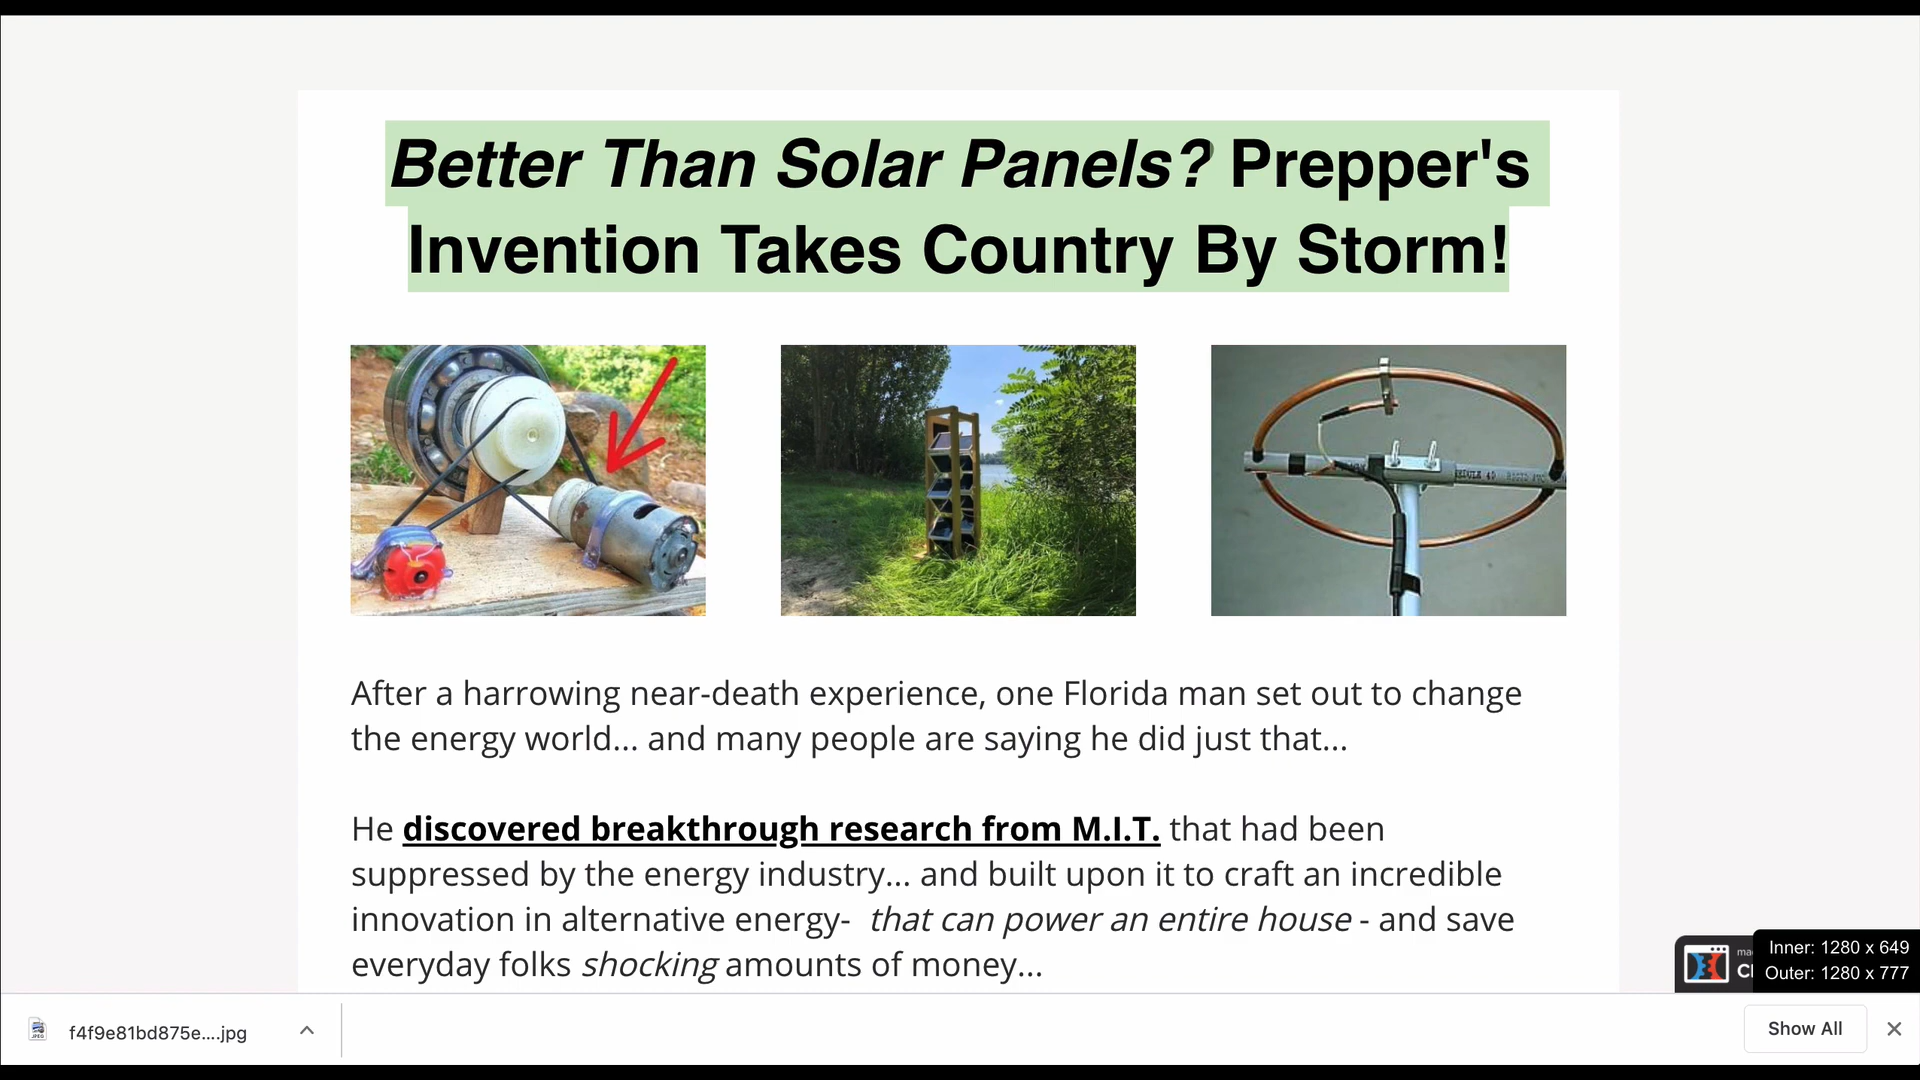 Better Than Solar Panels? Prepper's
Invention Takes Country By Storm!
After a harrowing near-death experience, one Florida man set out to change
the energy world... and many people are saying he did just that...
He discovered breakthrough research from M.I.T. that had been
suppressed by the energy industry... and built upon it to craft an incredible
innovation in alternative energy- that can power an entire house - and save
everyday folks shocking amounts of money...
Inner: 1280 x 649
Outer: 1280 x 777
f4f9e81bd875e....jpg
Show All